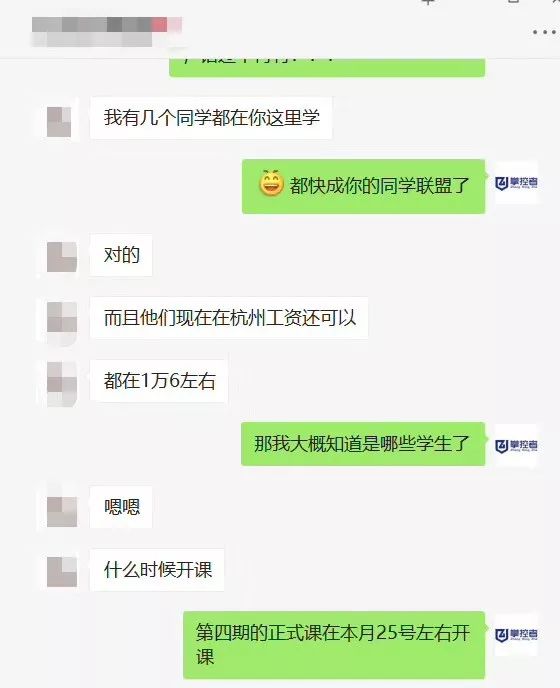 我有几个同学都在你这里学
都快成你的同学联盟了
掌控者
对的
而且他们现在在杭州工资还可以
都在1万6左右
那我大概知道是哪些学生了
掌控者
嗯嗯
什么时候开课
第四期的正式课在本月25号左右开
课
掌控者